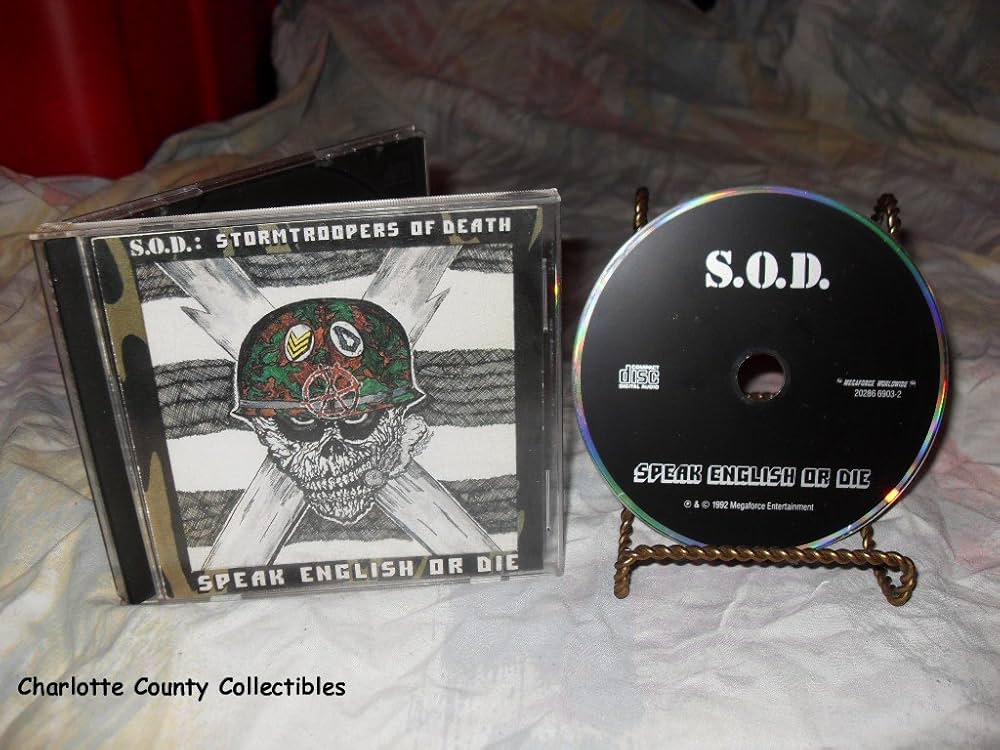 S.O.D.: STORMTROOPERS OF DEATH
SPEAK ENGLISH OR DIE
S.O.D.
COMPACT
disc
DIGITAL AUDIO
MEGAFORCE WORLDWIDE
20286 6903-2
SPEAK ENGLISH OR DIE
℗ & © 1992 Megaforce Entertainment
Charlotte County Collectibles